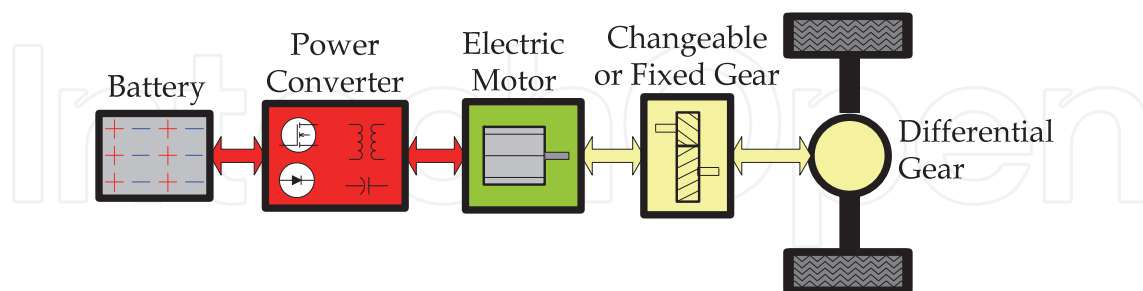 Battery
Power
Converter
Electric
Motor
Changeable
or Fixed Gear
Differential
Gear
IntechOpen